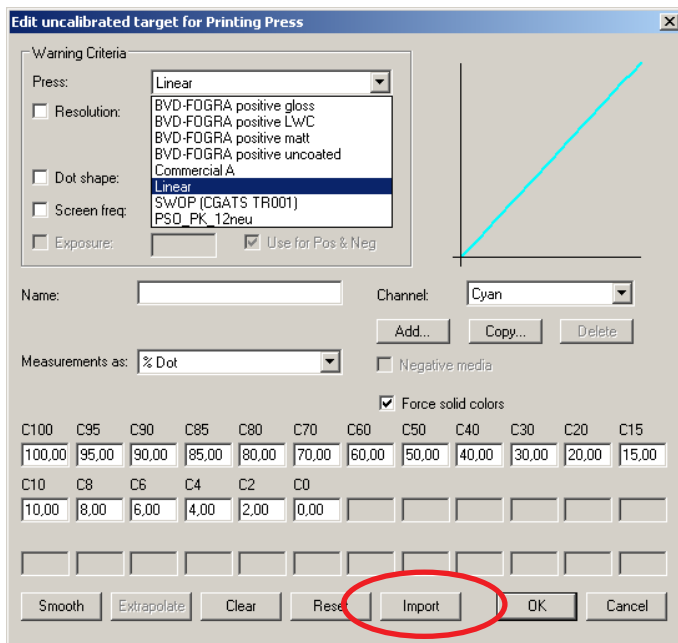 Edit uncalibrated target for Printing Press
Warning Criteria
Press: Linear
BVD-FOGRA positive gloss
Resolution: BVD-FOGRA positive LWC
BVD-FOGRA positive matt
BVD-FOGRA positive uncoated
Dot shape: Commercial A
Linear
Screen freq: SWOP (CGATS TR001)
PSO_PK_12neu
Exposure: Use for Pos & Neg
Name: Channel: Cyan
Add... Copy... Delete
Measurements as: % Dot Negative media
Force solid colors
C100 C95 C90 C85 C80 C70 C60 C50 C40 C30 C20 C15
100,00 95,00 90,00 85,00 80,00 70,00 60,00 50,00 40,00 30,00 20,00 15,00
C10 C8 C6 C4 C2 C0
10,00 8,00 6,00 4,00 2,00 0,00
Smooth Extrapolate Clear Reset Import OK Cancel